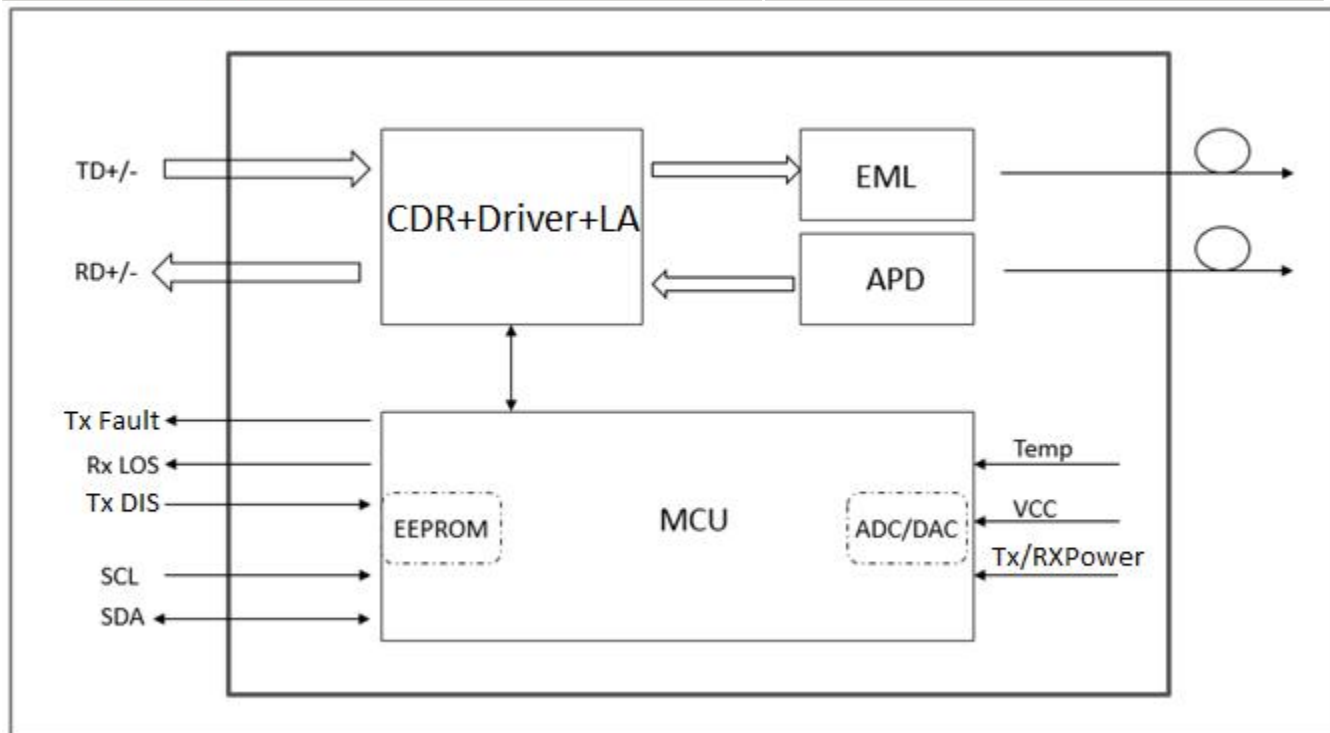 TD+/-
CDR+Driver+LA
EML
RD+/-
APD
Tx Fault
Rx LOS
Tx DIS
SCL
SDA
EEPROM
MCU
ADC/DAC
Temp
VCC
Tx/RXPower